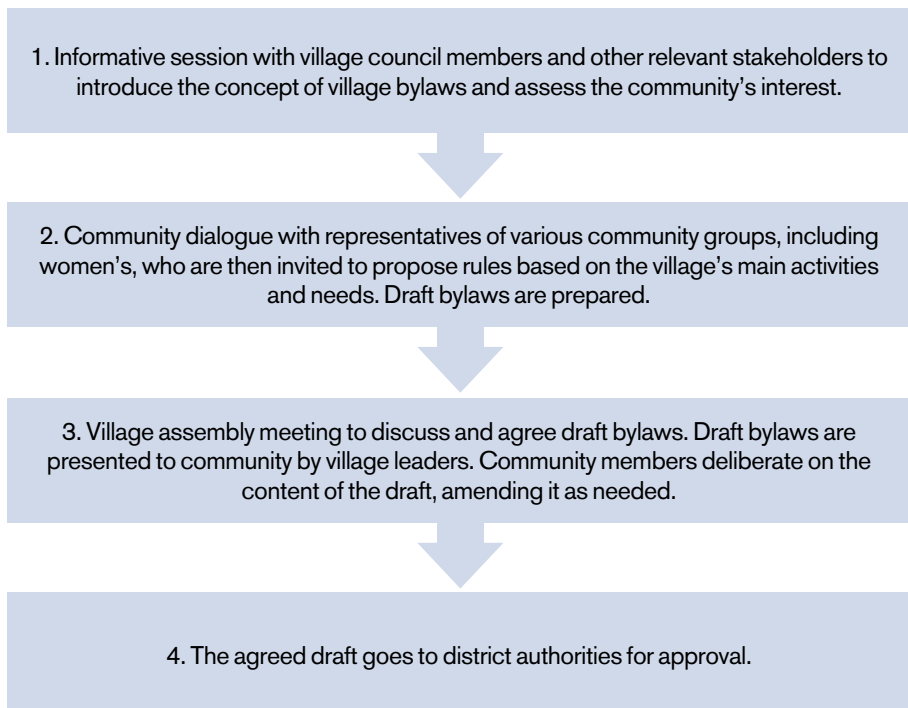 1. Informative session with village council members and other relevant stakeholders to
introduce the concept of village bylaws and assess the community’s interest.
2. Community dialogue with representatives of various community groups, including
women’s, who are then invited to propose rules based on the village’s main activities
and needs. Draft bylaws are prepared.
3. Village assembly meeting to discuss and agree draft bylaws. Draft bylaws are
presented to community by village leaders. Community members deliberate on the
content of the draft, amending it as needed.
4. The agreed draft goes to district authorities for approval.